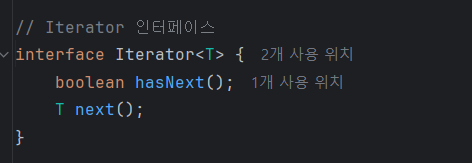 // Iterator 인터페이스
interface Iterator<T> { 2개 사용 위치
boolean hasNext(); 1개 사용 위치
T next();
}